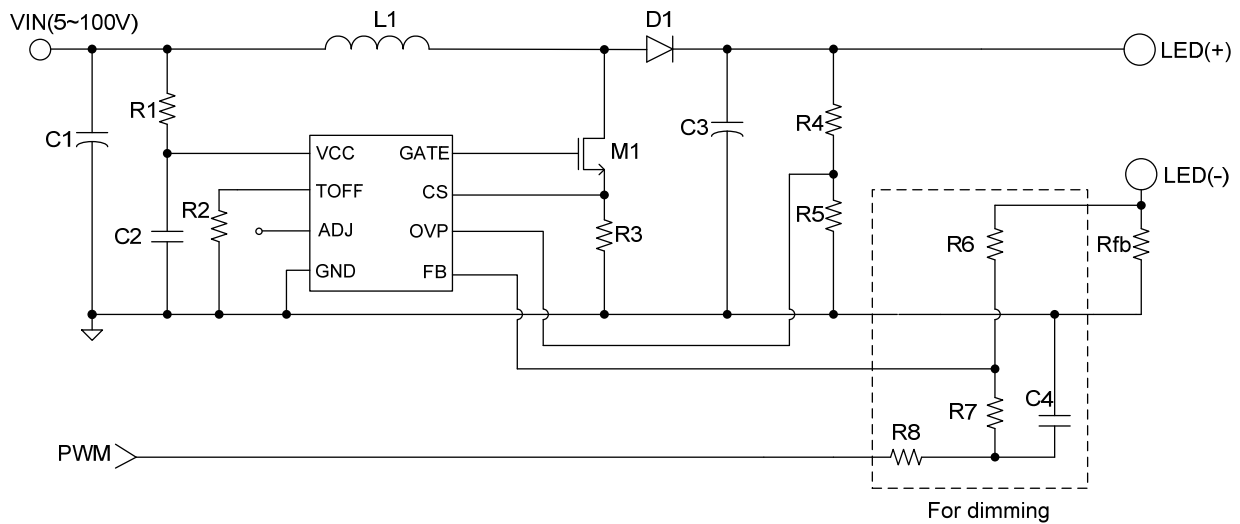 VIN(5~100V)
L1
D1
LED(+)
R1
C1
C3
R4
VCC
GATE
M1
LED(-)
TOFF
CS
R2
R5
C2
ADJ
OVP
R3
R6
Rfb
GND
FB
R7
C4
R8
PWM
For dimming